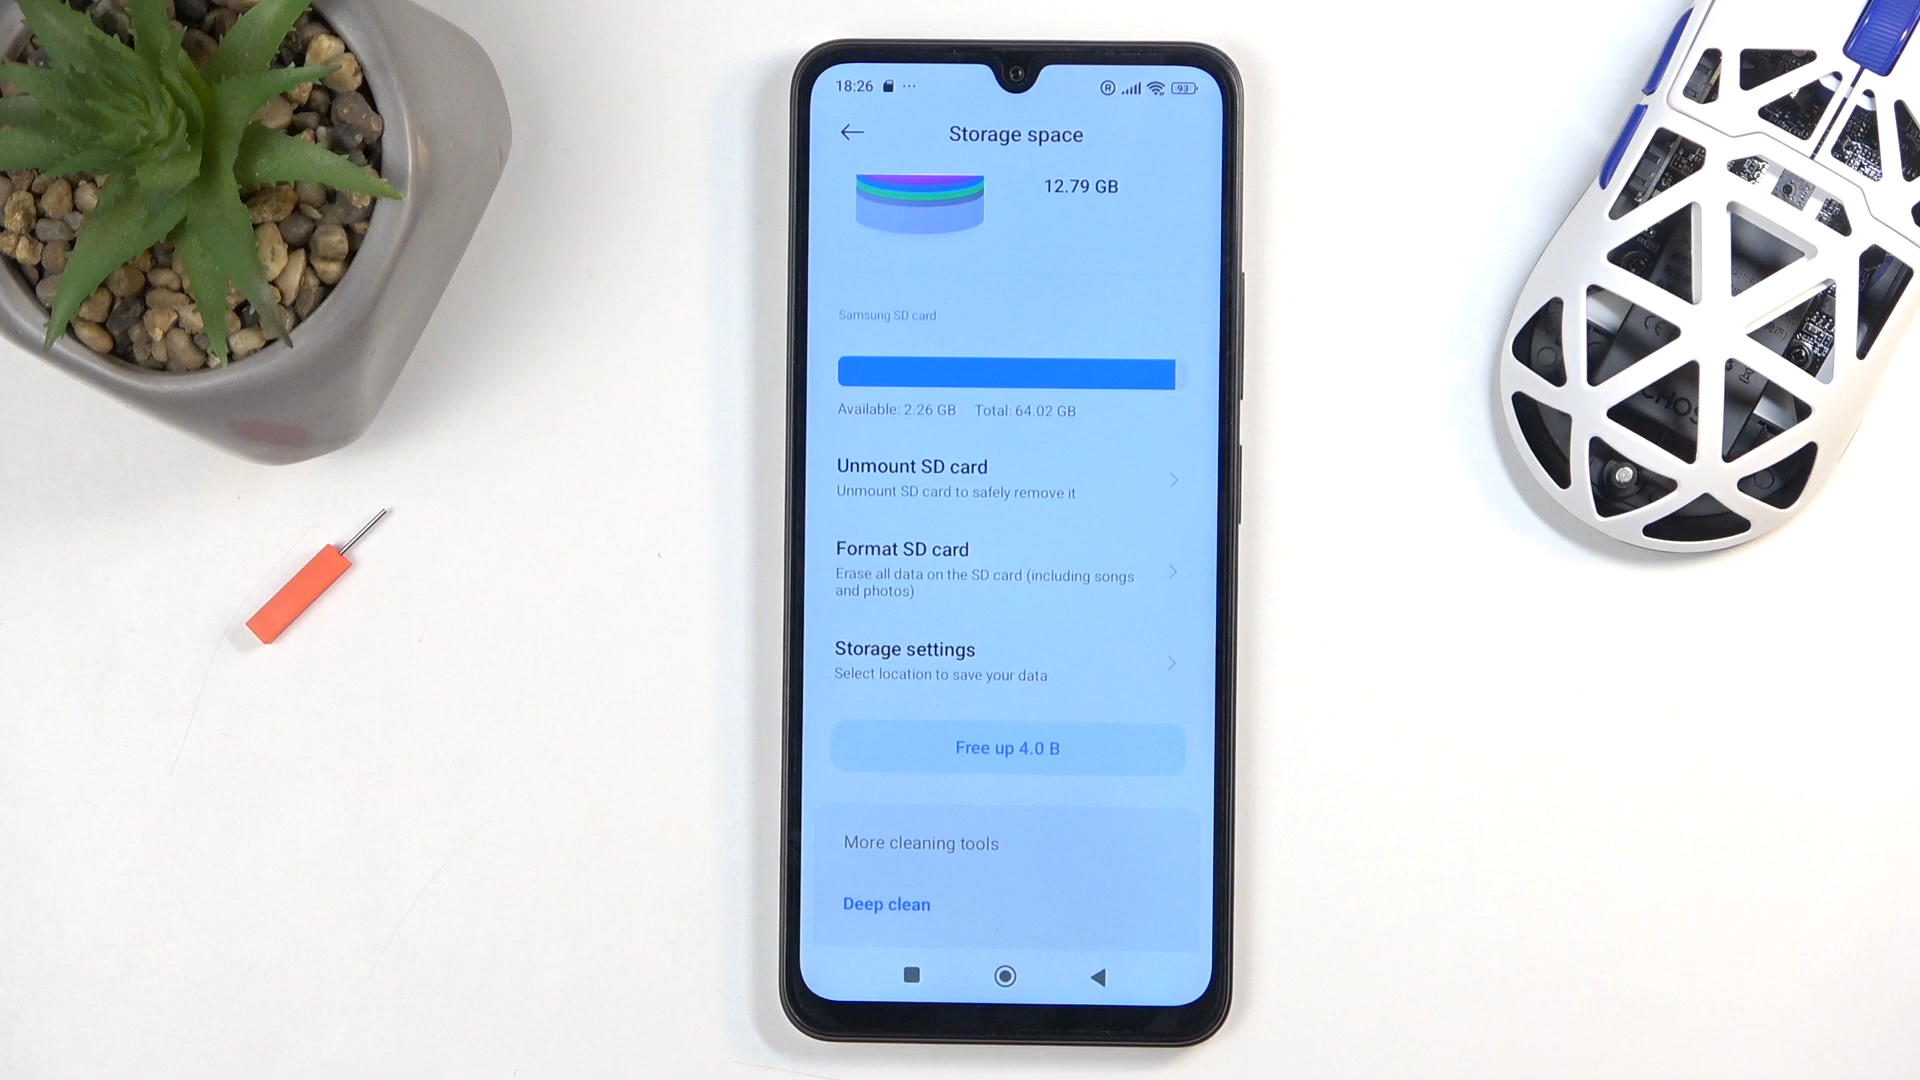 18:26
R
93
Storage space
12.79 GB
Samsung SD card
Available: 2.26 GB Total: 64.02 GB
Unmount SD card
Unmount SD card to safely remove it
Format SD card
Erase all data on the SD card (including songs
and photos)
Storage settings
Select location to save your data
Free up 4.0 B
More cleaning tools
Deep clean
CE